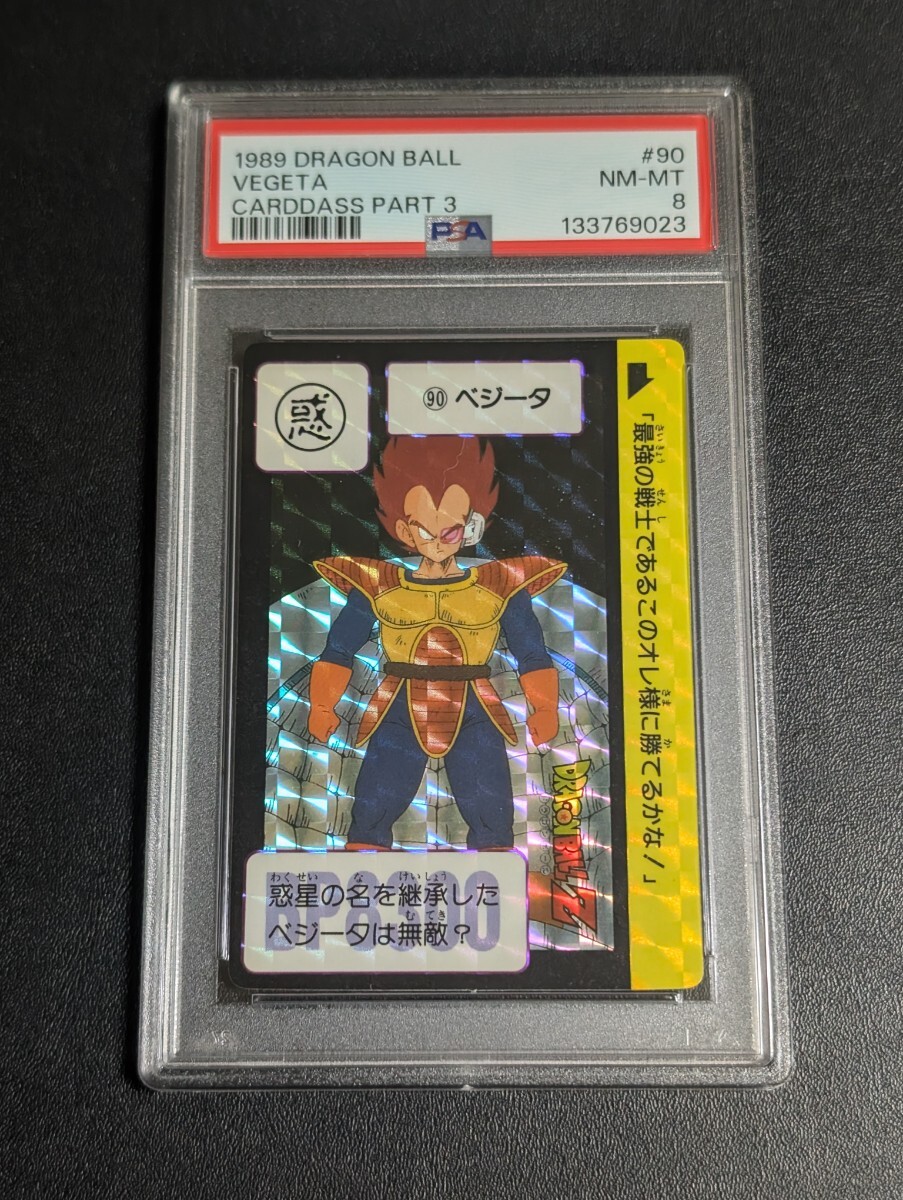 1989 DRAGON BALL
#90
VEGETA
NM-MT
CARDDASS PART 3
8
PSA
133769023
惑
90 ベジータ
「最強の戦士であるこのオレ様に勝てるかな!」
さいきょう
せんし
さま
か
DRAGON BALL Z
BP8300
わくせい
な
けいしょう
惑星の名を継承した
むてき
ベジータは無敵?